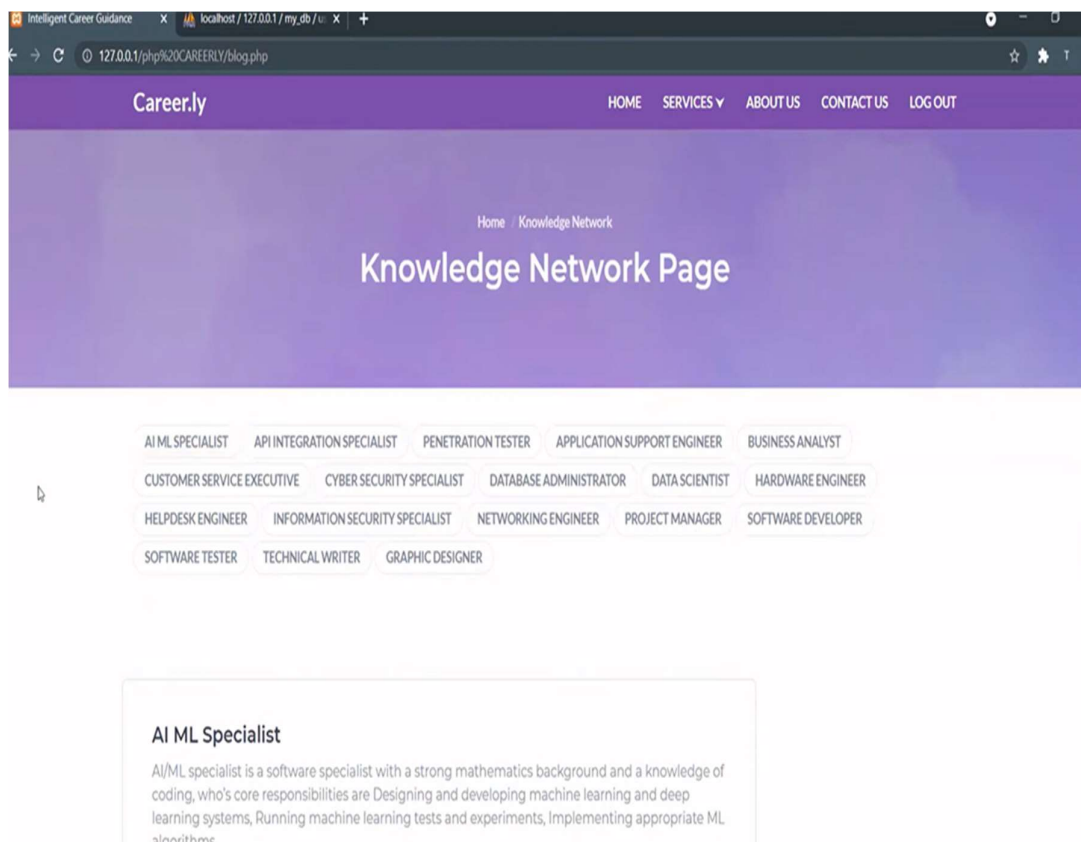 Intelligent Career Guidance X localhost / 127.0.0.1 / my_db / u X +
127.0.0.1/php%20CAREERLY/blog.php
Career.ly HOME SERVICES ABOUT US CONTACT US LOG OUT
Home / Knowledge Network
Knowledge Network Page
AI ML SPECIALIST API INTEGRATION SPECIALIST PENETRATION TESTER APPLICATION SUPPORT ENGINEER BUSINESS ANALYST
CUSTOMER SERVICE EXECUTIVE CYBER SECURITY SPECIALIST DATABASE ADMINISTRATOR DATA SCIENTIST HARDWARE ENGINEER
HELPDESK ENGINEER INFORMATION SECURITY SPECIALIST NETWORKING ENGINEER PROJECT MANAGER SOFTWARE DEVELOPER
SOFTWARE TESTER TECHNICAL WRITER GRAPHIC DESIGNER
AI ML Specialist
AI/ML specialist is a software specialist with a strong mathematics background and a knowledge of
coding, who's core responsibilities are Designing and developing machine learning and deep
learning systems, Running machine learning tests and experiments, Implementing appropriate ML
algorithms